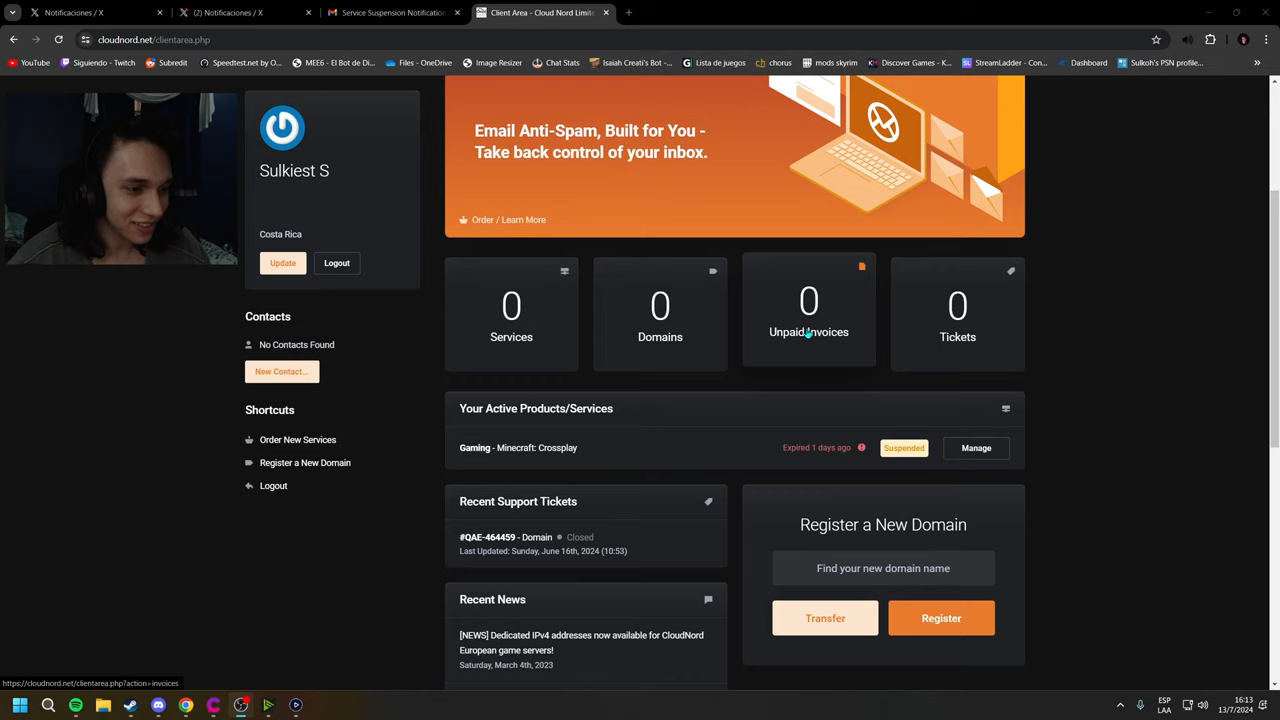 Notificaciones / X
(2) Notificaciones / X
Service Suspension Notification
Client Area - Cloud Nord Limite
cloudnord.net/clientarea.php
YouTube
Siguiendo - Twitch
Subredit
Speedtest.net by O...
MEE6 - El Bot de Di...
Files - OneDrive
Image Resizer
Chat Stats
Isaiah Creati's Bot -...
Lista de juegos
chorus
mods skyrim
Discover Games - K...
StreamLadder - Con...
Dashboard
Sulkoh's PSN profile...
Sulkiest S
Costa Rica
Update
Logout
Contacts
No Contacts Found
New Contact...
Shortcuts
Order New Services
Register a New Domain
Logout
Email Anti-Spam, Built for You -
Take back control of your inbox.
Order / Learn More
0
Services
0
Domains
0
Unpaid Invoices
0
Tickets
Your Active Products/Services
Gaming - Minecraft: Crossplay
Expired 1 days ago
Suspended
Manage
Recent Support Tickets
#QAE-464459 - Domain
Closed
Last Updated: Sunday, June 16th, 2024 (10:53)
Recent News
[NEWS] Dedicated IPv4 addresses now available for CloudNord
European game servers!
Saturday, March 4th, 2023
Register a New Domain
Find your new domain name
Transfer
Register
https://cloudnord.net/clientarea.php?action=invoices
ESP
LAA
16:13
13/7/2024